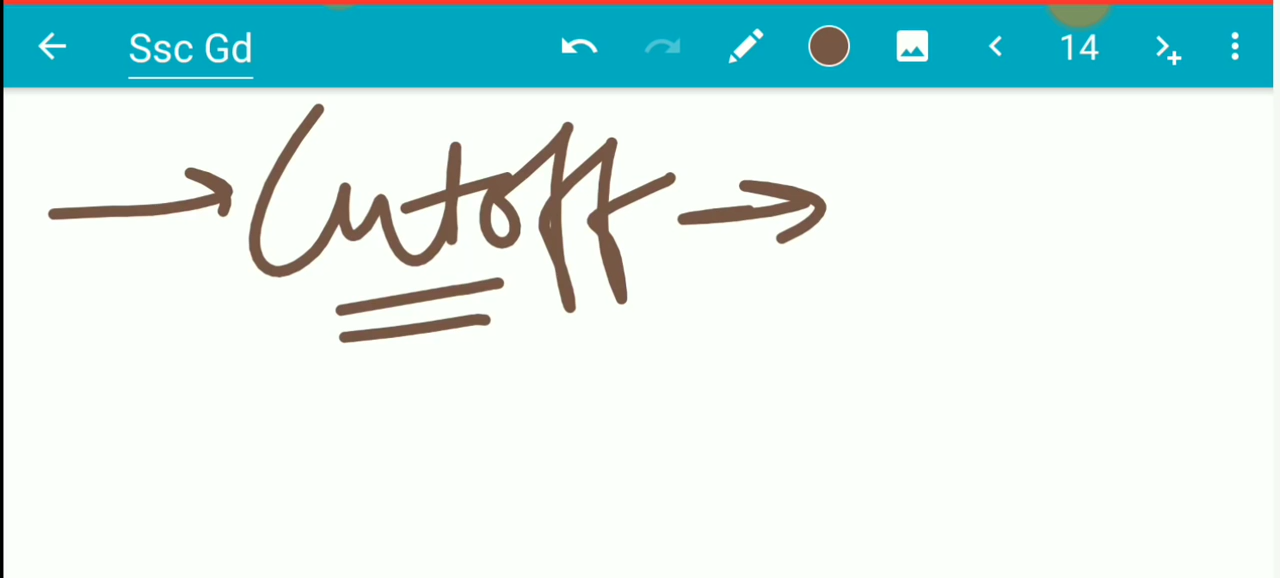 Ssc Gd 14
→ Cutoff →